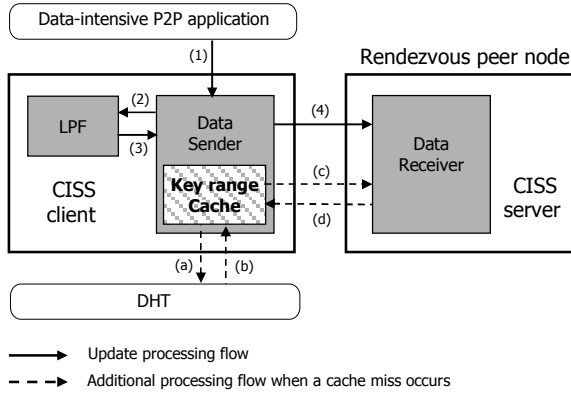 Data-intensive P2P application
(1)
Rendezvous peer node
(2)
(4)
LPF
Data
Sender
Data
Receiver
(3)
Key range
Cache
(c)
CISS
client
CISS
server
(d)
(a)
(b)
DHT
Update processing flow
Additional processing flow when a cache miss occurs